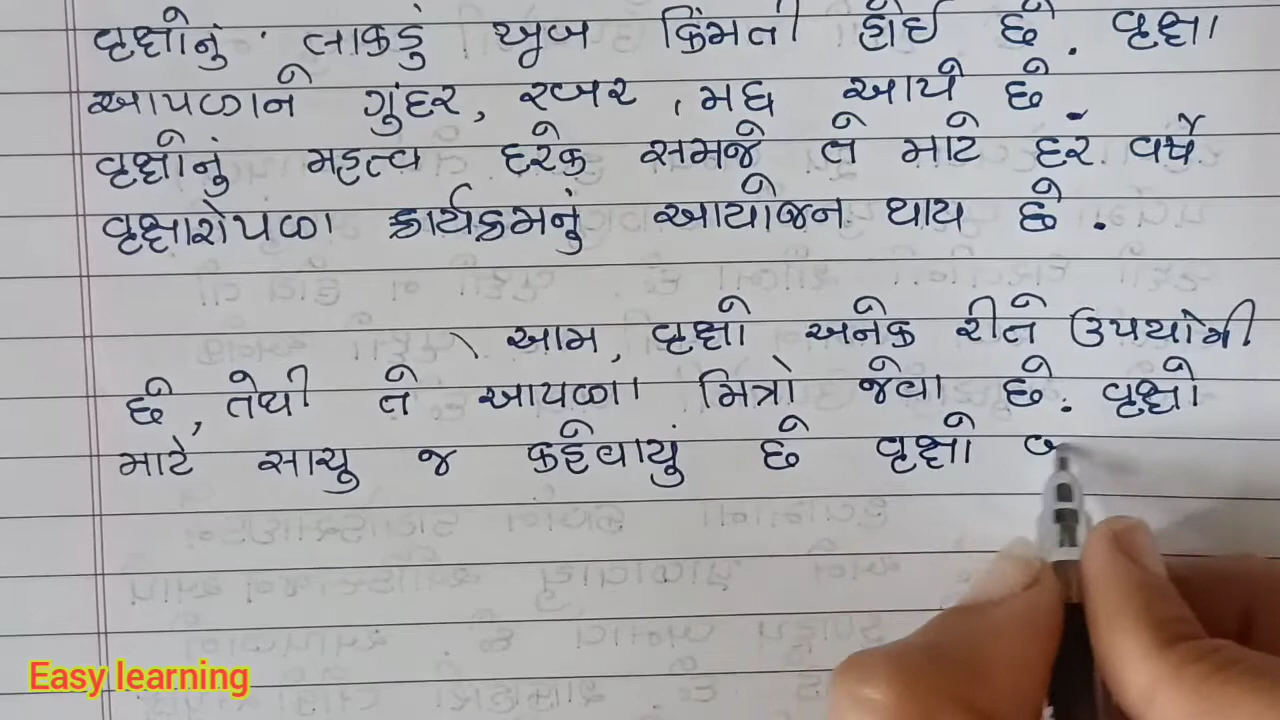 વૃક્ષોનું લાકડું ખૂબ કિંમતી હોઈ છે. વૃક્ષા
આપણાને ગુંદર, રબર, મધ આપે છે.
વૃક્ષોનું મહત્વ દરેક સમજે તે માટે દર વર્ષે
વૃક્ષારોપણ કાર્યક્રમનું આયોજન થાય છે.
આમ, વૃક્ષો અનેક રીતે ઉપયોગી
છે, તેથી તે આપણા મિત્રો જેવા છે. વૃક્ષો
માટે સાચુ જ કહેવાયું છે વૃક્ષો
Easy learning